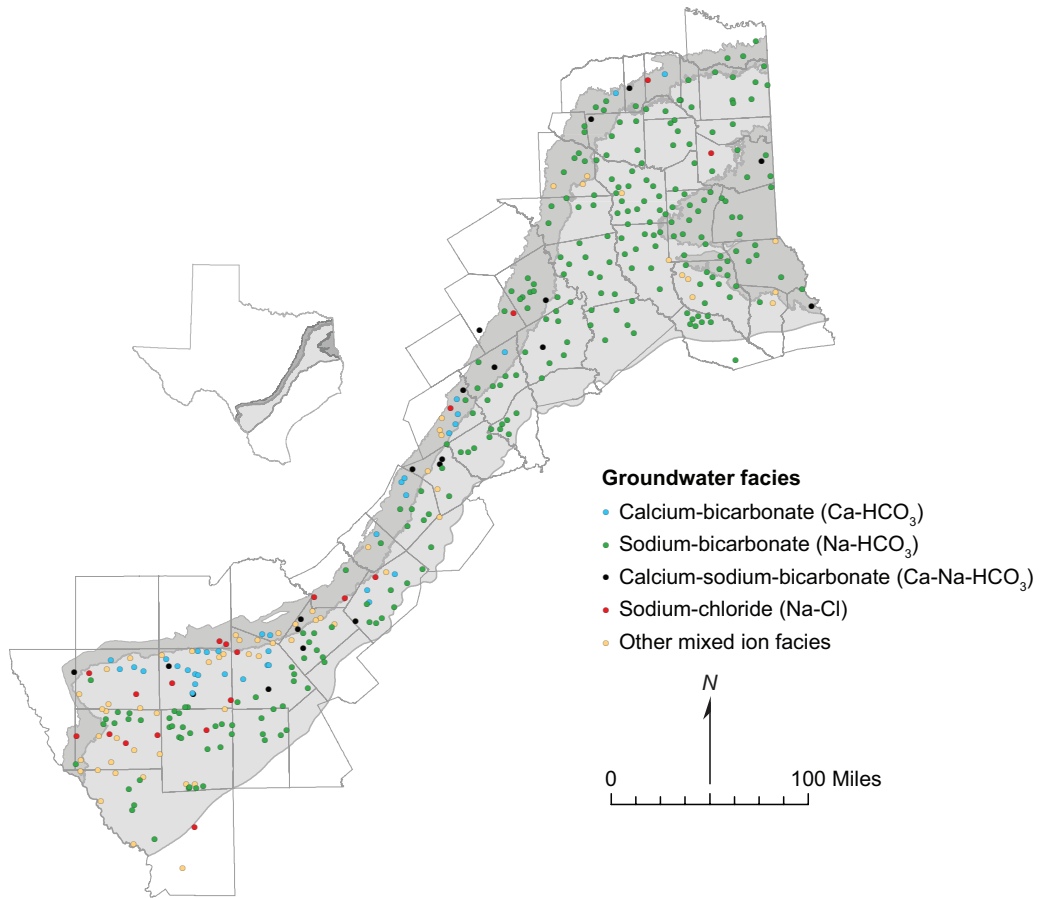 Groundwater facies
Calcium-bicarbonate (Ca-HCO₃)
Sodium-bicarbonate (Na-HCO₃)
Calcium-sodium-bicarbonate (Ca-Na-HCO₃)
Sodium-chloride (Na-Cl)
Other mixed ion facies
N
0 100 Miles